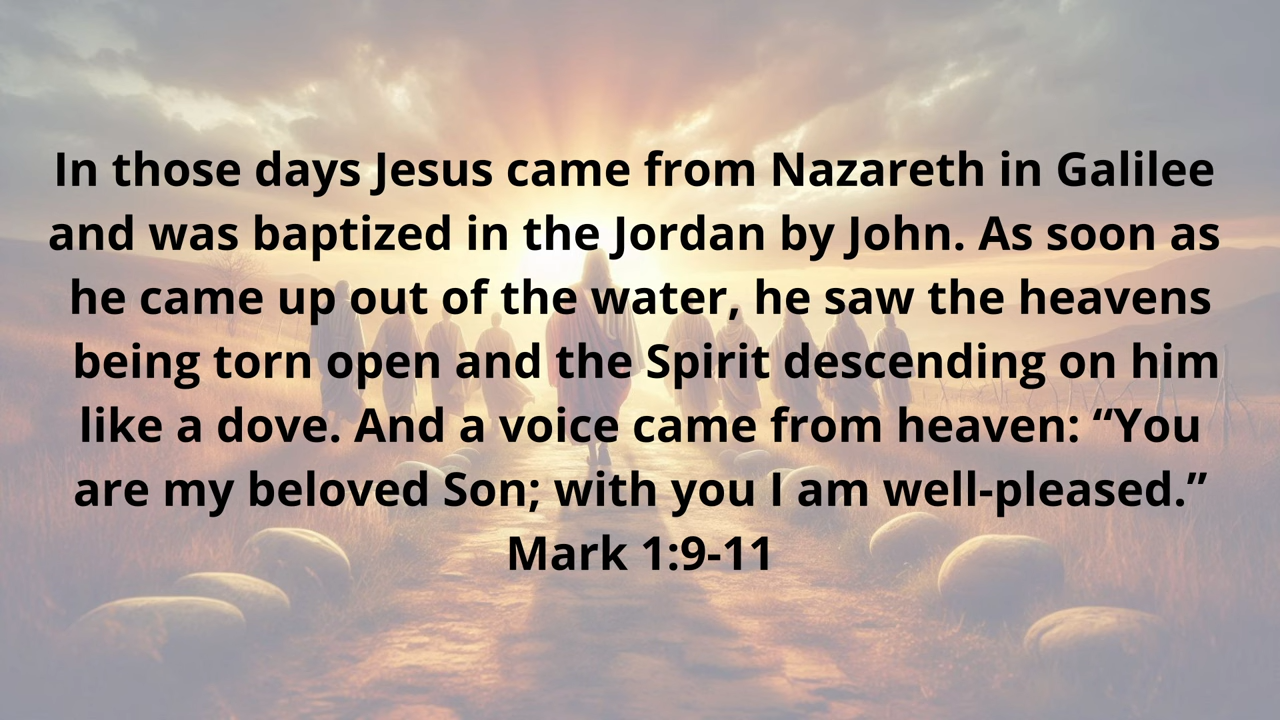 In those days Jesus came from Nazareth in Galilee
and was baptized in the Jordan by John. As soon as
he came up out of the water, he saw the heavens
being torn open and the Spirit descending on him
like a dove. And a voice came from heaven: “You
are my beloved Son; with you I am well-pleased.”
Mark 1:9-11